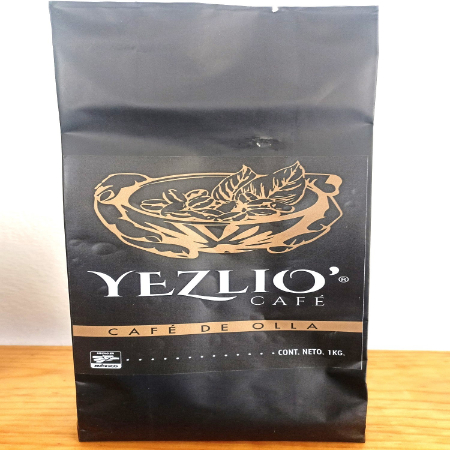 YEZLIO’®
CAFÉ
CAFÉ DE OLLA
CONT. NETO. 1KG.